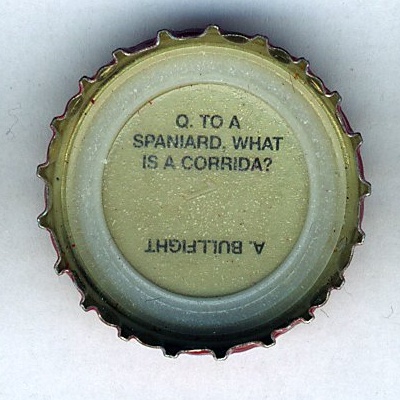 Q. TO A
SPANIARD, WHAT
IS A CORRIDA?
A. BULLFIGHT